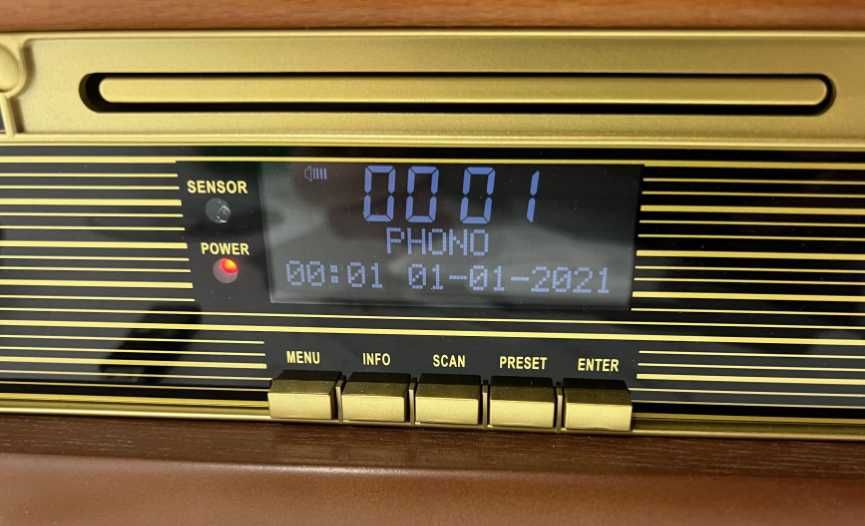 SENSOR
POWER
0001
PHONO
00:01 01-01-2021
MENU INFO SCAN PRESET ENTER